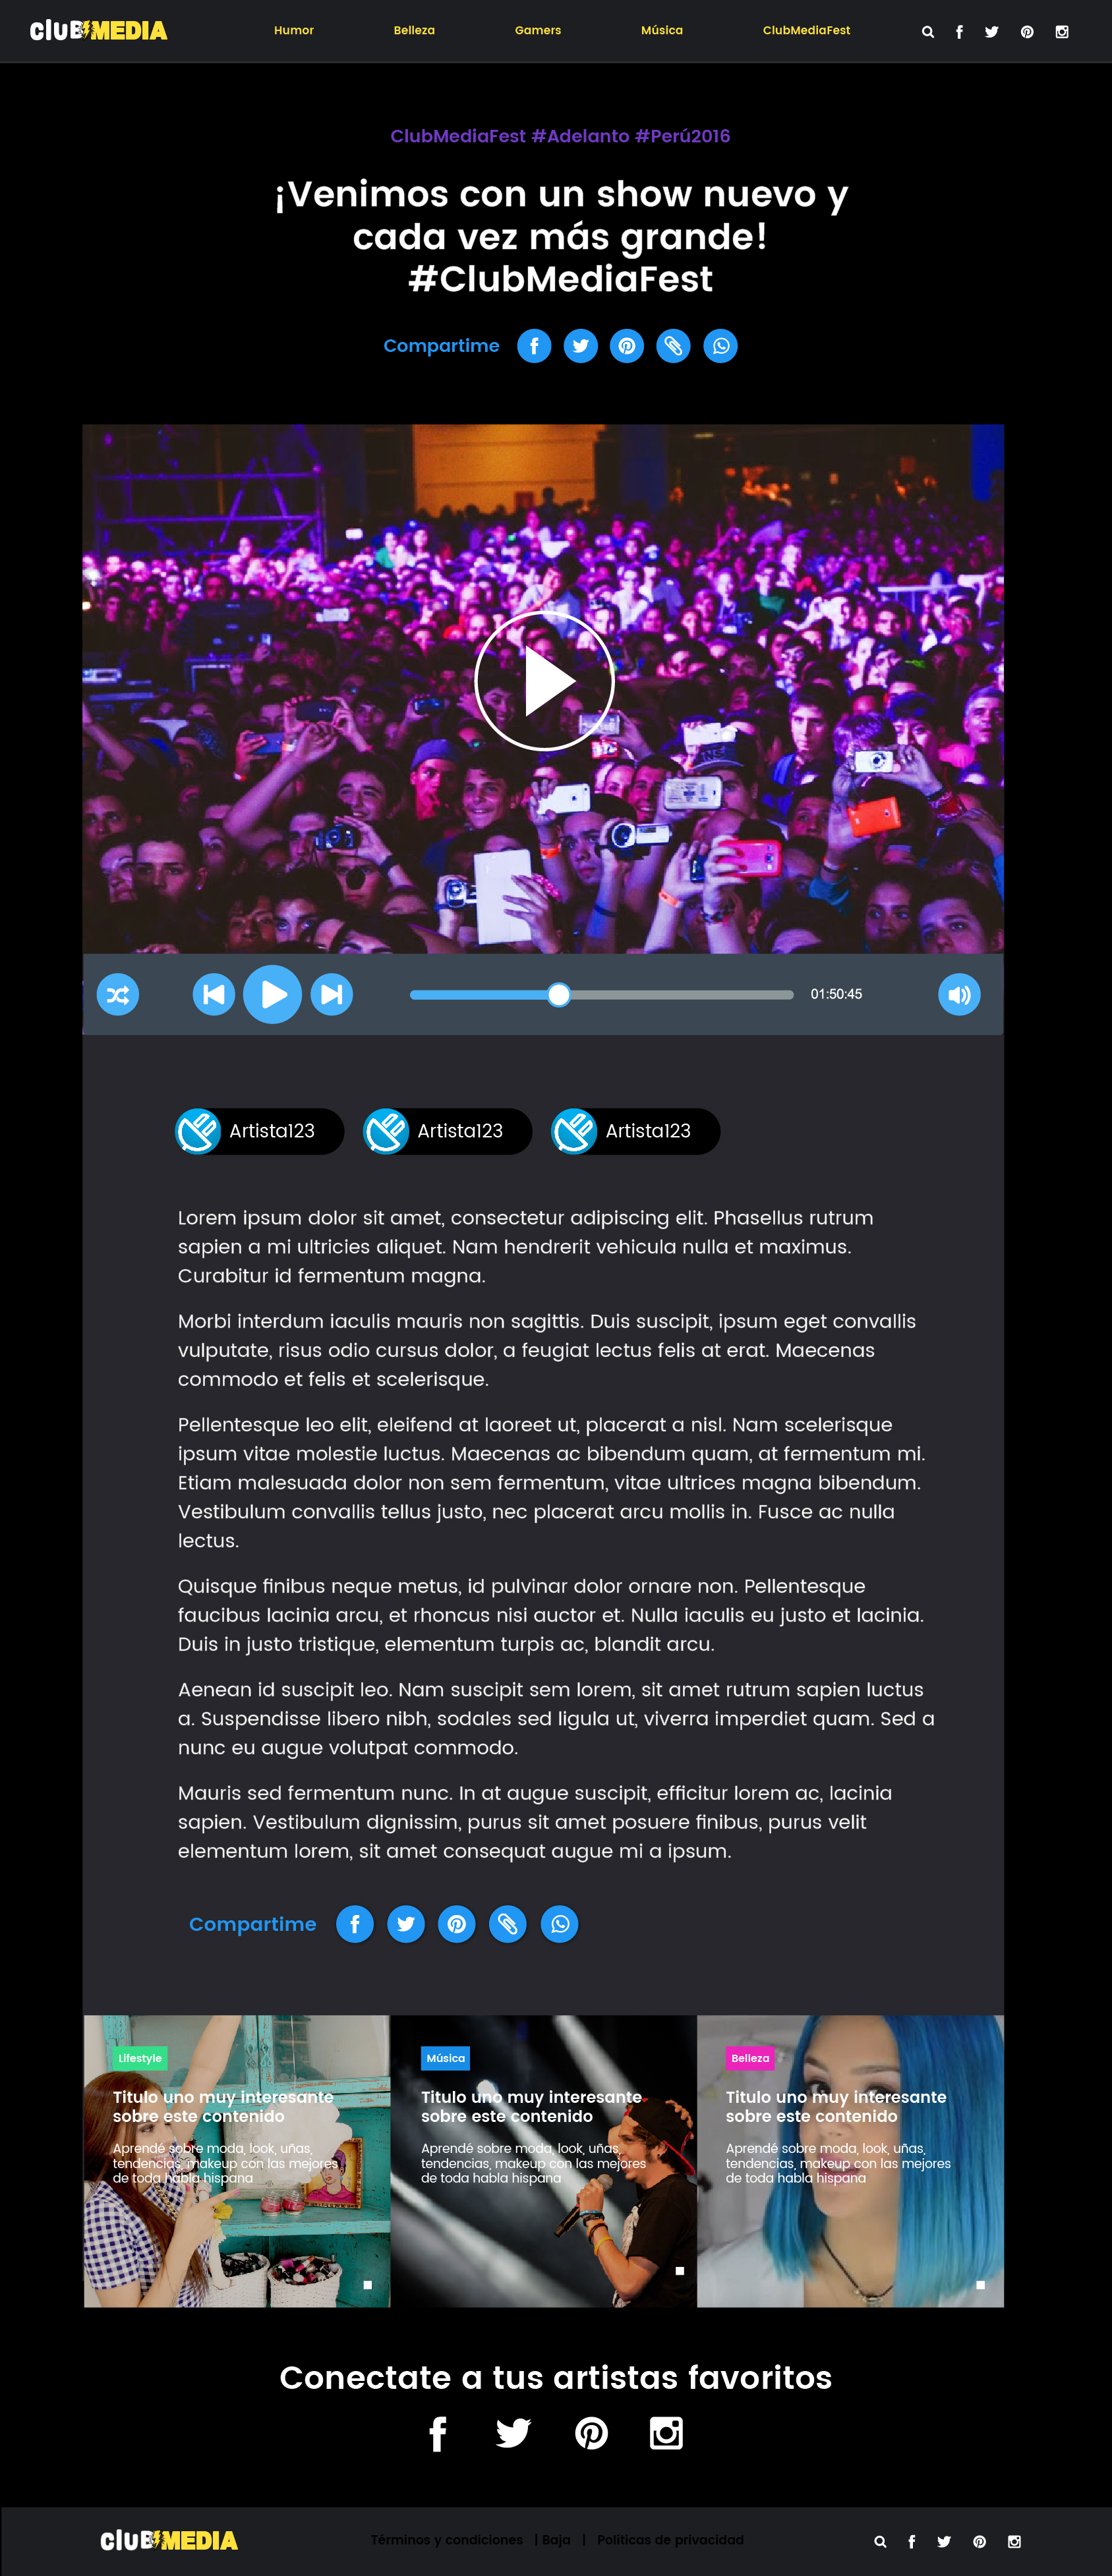 cluB MEDIA
Humor Belleza Gamers Música ClubMediaFest
ClubMediaFest #Adelanto #Perú2016
¡Venimos con un show nuevo y
cada vez más grande!
#ClubMediaFest
Compartime
01:50:45
Artista123 Artista123 Artista123
Lorem ipsum dolor sit amet, consectetur adipiscing elit. Phasellus rutrum
sapien a mi ultricies aliquet. Nam hendrerit vehicula nulla et maximus.
Curabitur id fermentum magna.
Morbi interdum iaculis mauris non sagittis. Duis suscipit, ipsum eget convallis
vulputate, risus odio cursus dolor, a feugiat lectus felis at erat. Maecenas
commodo et felis et scelerisque.
Pellentesque leo elit, eleifend at laoreet ut, placerat a nisl. Nam scelerisque
ipsum vitae molestie luctus. Maecenas ac bibendum quam, at fermentum mi.
Etiam malesuada dolor non sem fermentum, vitae ultrices magna bibendum.
Vestibulum convallis tellus justo, nec placerat arcu mollis in. Fusce ac nulla
lectus.
Quisque finibus neque metus, id pulvinar dolor ornare non. Pellentesque
faucibus lacinia arcu, et rhoncus nisi auctor et. Nulla iaculis eu justo et lacinia.
Duis in justo tristique, elementum turpis ac, blandit arcu.
Aenean id suscipit leo. Nam suscipit sem lorem, sit amet rutrum sapien luctus
a. Suspendisse libero nibh, sodales sed ligula ut, viverra imperdiet quam. Sed a
nunc eu augue volutpat commodo.
Mauris sed fermentum nunc. In at augue suscipit, efficitur lorem ac, lacinia
sapien. Vestibulum dignissim, purus sit amet posuere finibus, purus velit
elementum lorem, sit amet consequat augue mi a ipsum.
Compartime
Lifestyle
Titulo uno muy interesante
sobre este contenido
Aprendé sobre moda, look, uñas,
tendencias, makeup con las mejores
de toda habla hispana
Música
Titulo uno muy interesante
sobre este contenido
Aprendé sobre moda, look, uñas,
tendencias, makeup con las mejores
de toda habla hispana
Belleza
Titulo uno muy interesante
sobre este contenido
Aprendé sobre moda, look, uñas,
tendencias, makeup con las mejores
de toda habla hispana
Conectate a tus artistas favoritos
cluB MEDIA
Términos y condiciones | Baja | Politicas de privacidad